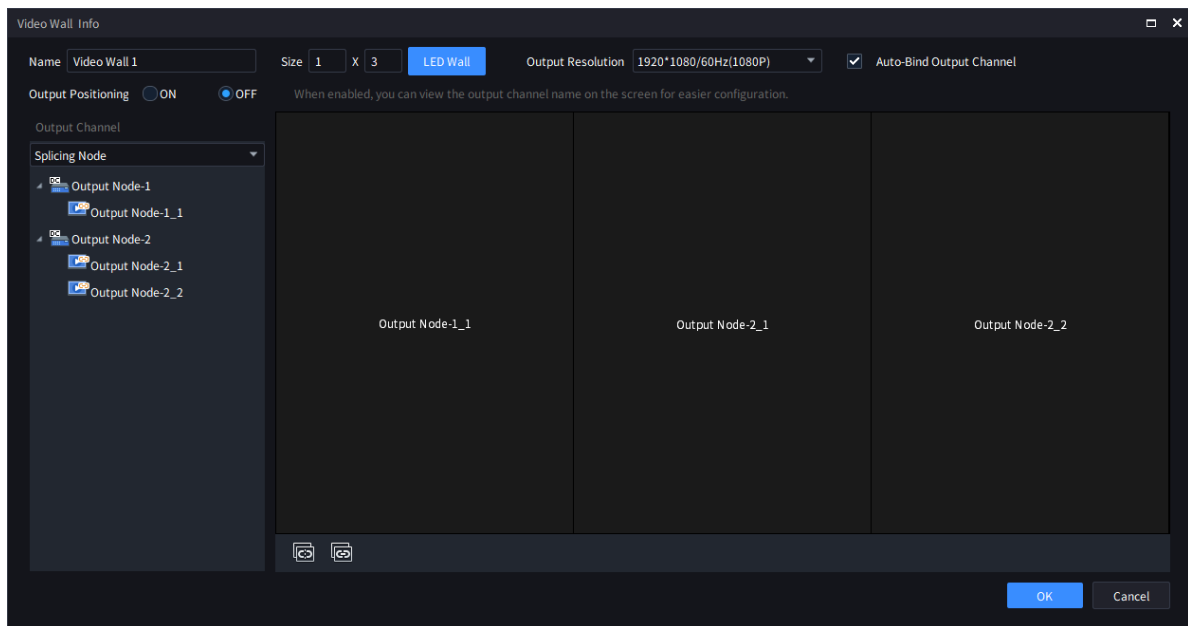 Video Wall Info
Name Video Wall 1 Size 1 X 3 LED Wall Output Resolution 1920*1080/60Hz(1080P) Auto-Bind Output Channel
Output Positioning ON OFF When enabled, you can view the output channel name on the screen for easier configuration.
Output Channel
Splicing Node
Output Node-1
Output Node-1_1
Output Node-2
Output Node-2_1
Output Node-2_2
Output Node-1_1 Output Node-2_1 Output Node-2_2
OK Cancel